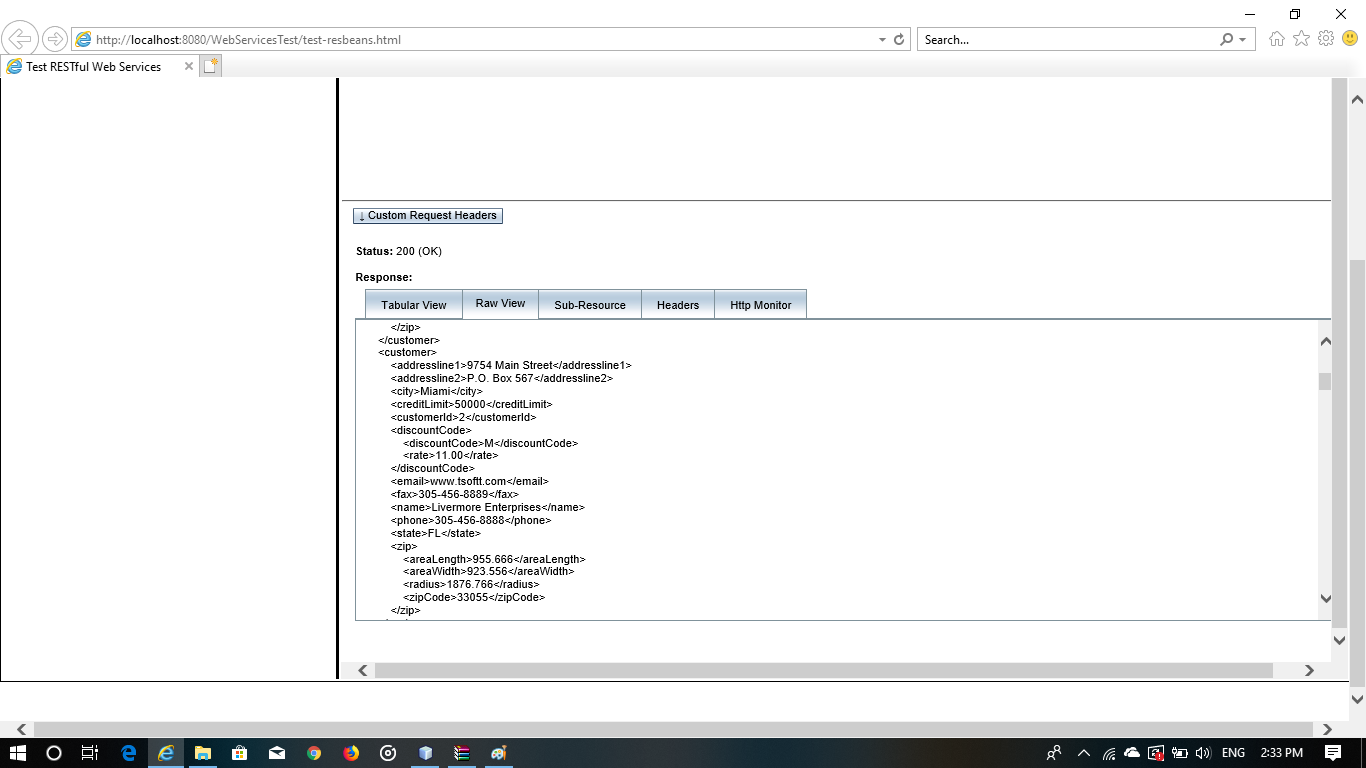 http://localhost:8080/WebServicesTest/test-resbeans.html
Search...
Test RESTful Web Services
↓ Custom Request Headers
Status: 200 (OK)
Response:
Tabular View
Raw View
Sub-Resource
Headers
Http Monitor
</zip>
</customer>
<customer>
<addressline1>9754 Main Street</addressline1>
<addressline2>P.O. Box 567</addressline2>
<city>Miami</city>
<creditLimit>50000</creditLimit>
<customerId>2</customerId>
<discountCode>
<discountCode>M</discountCode>
<rate>11.00</rate>
</discountCode>
<email>www.tsoftt.com</email>
<fax>305-456-8889</fax>
<name>Livermore Enterprises</name>
<phone>305-456-8888</phone>
<state>FL</state>
<zip>
<areaLength>955.666</areaLength>
<areaWidth>923.556</areaWidth>
<radius>1876.766</radius>
<zipCode>33055</zipCode>
</zip>
ENG
2:33 PM